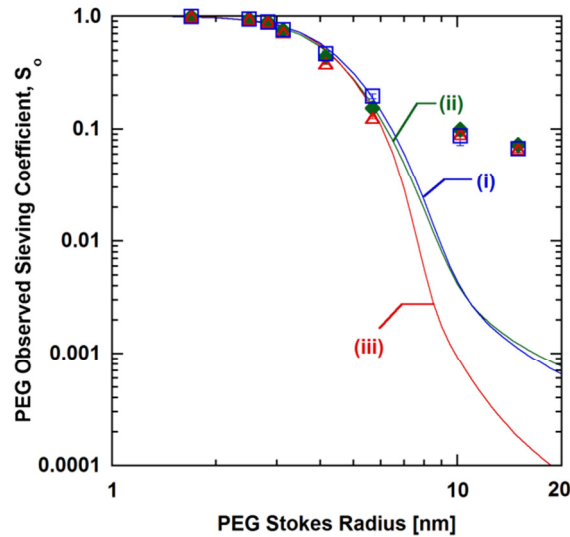 1.0
0.1
0.01
0.001
0.0001
PEG Observed Sieving Coefficient, Sₒ
(ii)
(i)
(iii)
1
10
20
PEG Stokes Radius [nm]